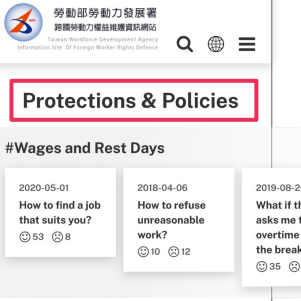 勞動部勞動力發展署
跨國勞動力權益維護資訊網站
Taiwan Workforce Development Agency
Information Site Of Foreign Worker Rights Defence
Protections & Policies
#Wages and Rest Days
2020-05-01
How to find a job
that suits you?
53 8
2018-04-06
How to refuse
unreasonable
work?
10 12
2019-08-2
What if th
asks me t
overtime
the break
35